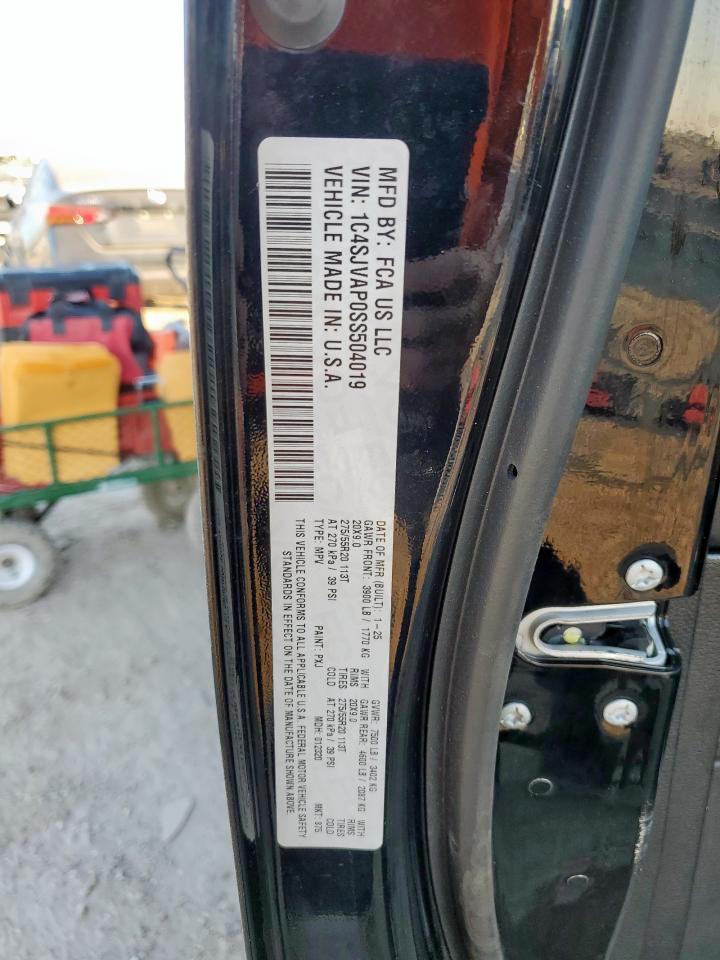 MFD BY: FCA US LLC
VIN: 1C4SJVAP0SS504019
VEHICLE MADE IN: U.S.A.
DATE OF MFR (BUILT): 1-25 GVWR: 7500 LB / 3402 KG
GAWR FRONT: 3900 LB / 1770 KG WITH GAWR REAR: 4600 LB / 2087 KG WITH
20X9.0 RIMS 20X9.0 RIMS
275/55R20 113T TIRES 275/55R20 113T TIRES
AT 270 kPa / 39 PSI COLD AT 270 kPa / 39 PSI COLD
TYPE: MPV PAINT: PXJ MDH: 012320 MKT: 975
THIS VEHICLE CONFORMS TO ALL APPLICABLE U.S.A. FEDERAL MOTOR VEHICLE SAFETY
STANDARDS IN EFFECT ON THE DATE OF MANUFACTURE SHOWN ABOVE